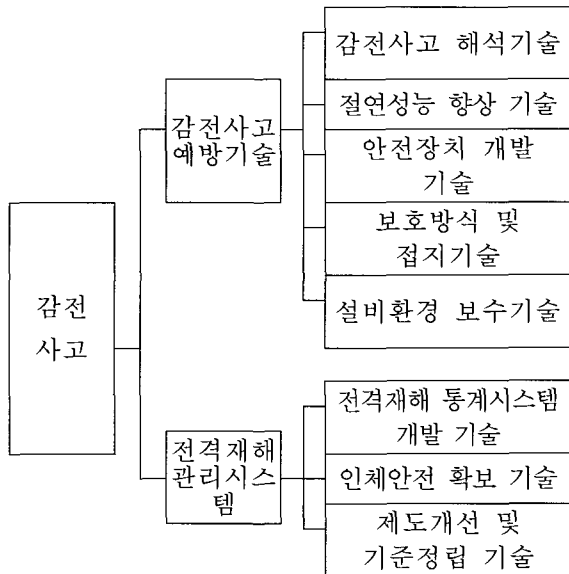 감전
사고
감전사고
예방기술
감전사고 해석기술
절연성능 향상 기술
안전장치 개발
기술
보호방식 및
접지기술
설비환경 보수기술
전격재해
관리시스
템
전격재해 통계시스템
개발 기술
인체안전 확보 기술
제도개선 및
기준정립 기술